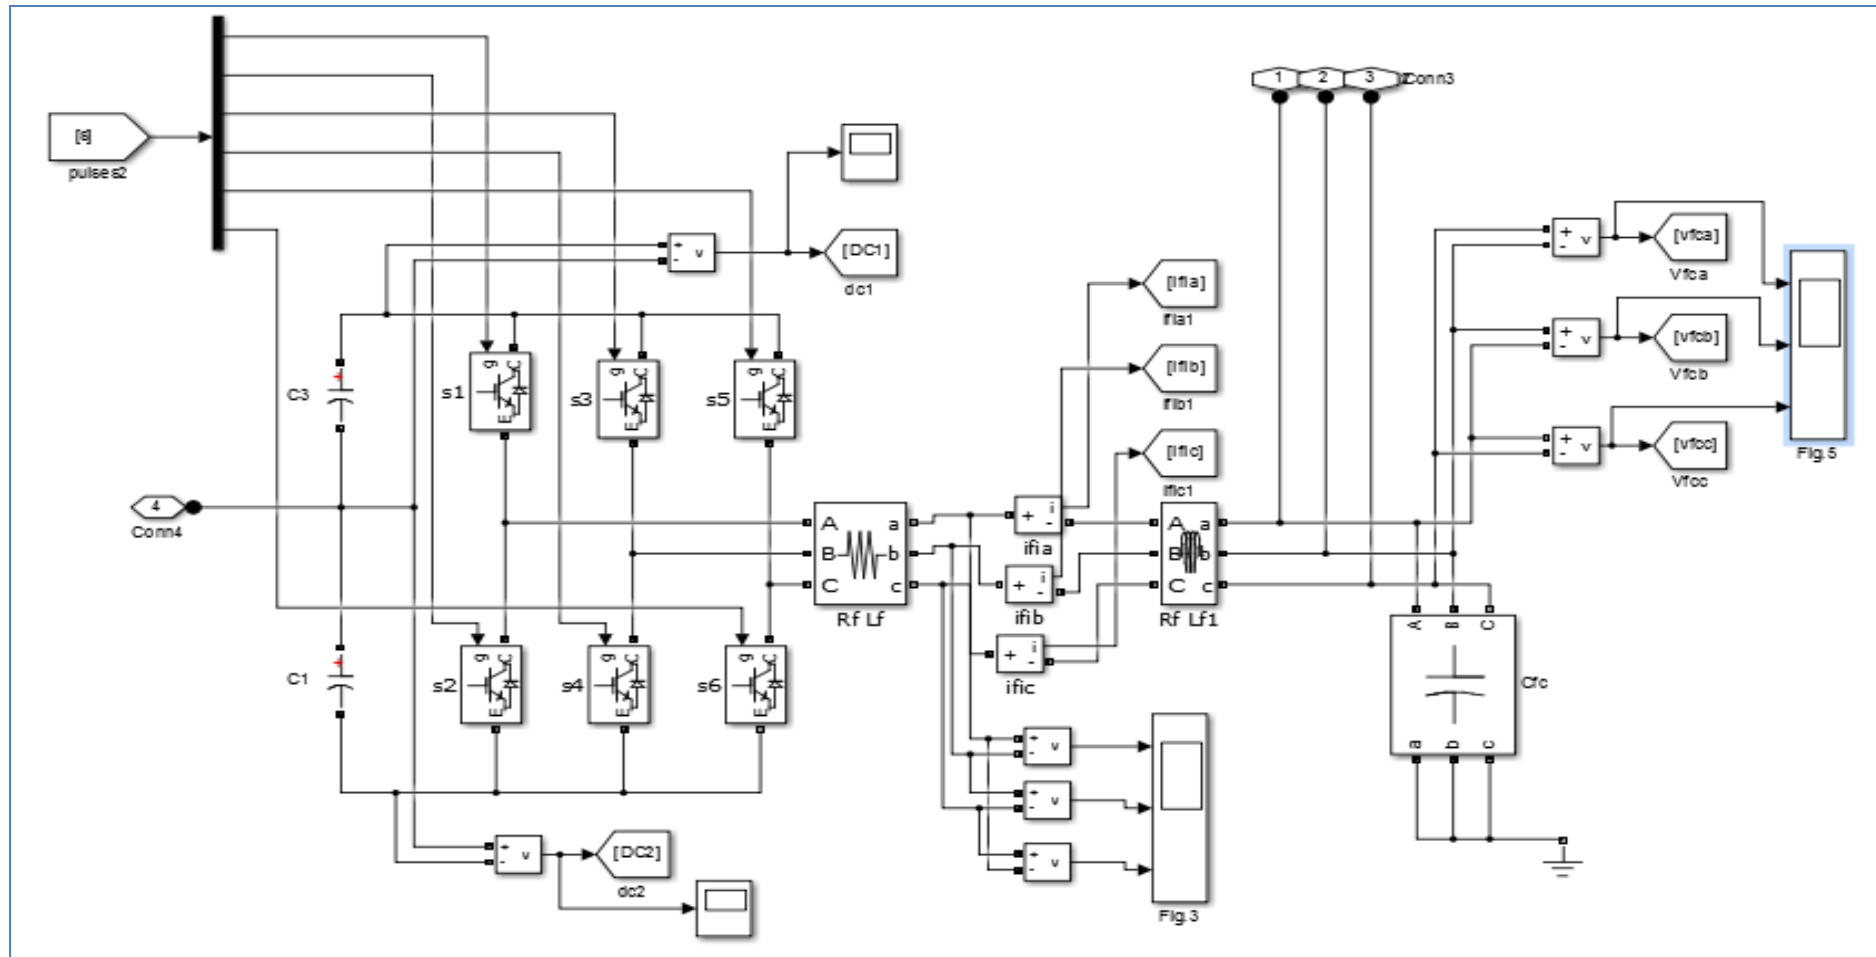 1 2 3
Conn3
[s]
pulses2
v
[DC1]
dc1
[vfca]
Vfca
[ifia]
ifia1
v
[vfcb]
Vfcb
[ifib]
ifib1
v
[vfcc]
Vfcc
Fig.5
[ific]
ific1
v
C3
s1
g C E
s3
g C E
s5
g C E
4
Conn4
A a
B b
C c
Rf Lf
i
ifia
i
ifib
i
ific
A a
B b
C c
Rf Lf1
C1
s2
g C E
s4
g C E
s6
g C E
A B C
a b c
Cfc
v
v
v
Fig.3
v
[DC2]
dc2